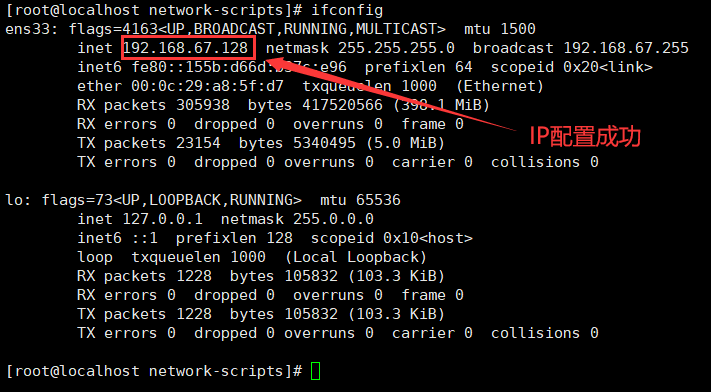 [root@localhost network-scripts]# ifconfig
ens33: flags=4163<UP,BROADCAST,RUNNING,MULTICAST>  mtu 1500
        inet 192.168.67.128  netmask 255.255.255.0  broadcast 192.168.67.255
        inet6 fe80::155b:d66d: :e96  prefixlen 64  scopeid 0x20<link>
        ether 00:0c:29:a8:5f:d7  txqueuelen 1000  (Ethernet)
        RX packets 305938  bytes 417520566 (398.1 MiB)
        RX errors 0  dropped 0  overruns 0  frame 0
        TX packets 23154  bytes 5340495 (5.0 MiB)
        TX errors 0  dropped 0 overruns 0  carrier 0  collisions 0
IP配置成功
lo: flags=73<UP,LOOPBACK,RUNNING>  mtu 65536
        inet 127.0.0.1  netmask 255.0.0.0
        inet6 ::1  prefixlen 128  scopeid 0x10<host>
        loop  txqueuelen 1000  (Local Loopback)
        RX packets 1228  bytes 105832 (103.3 KiB)
        RX errors 0  dropped 0  overruns 0  frame 0
        TX packets 1228  bytes 105832 (103.3 KiB)
        TX errors 0  dropped 0 overruns 0  carrier 0  collisions 0
[root@localhost network-scripts]#